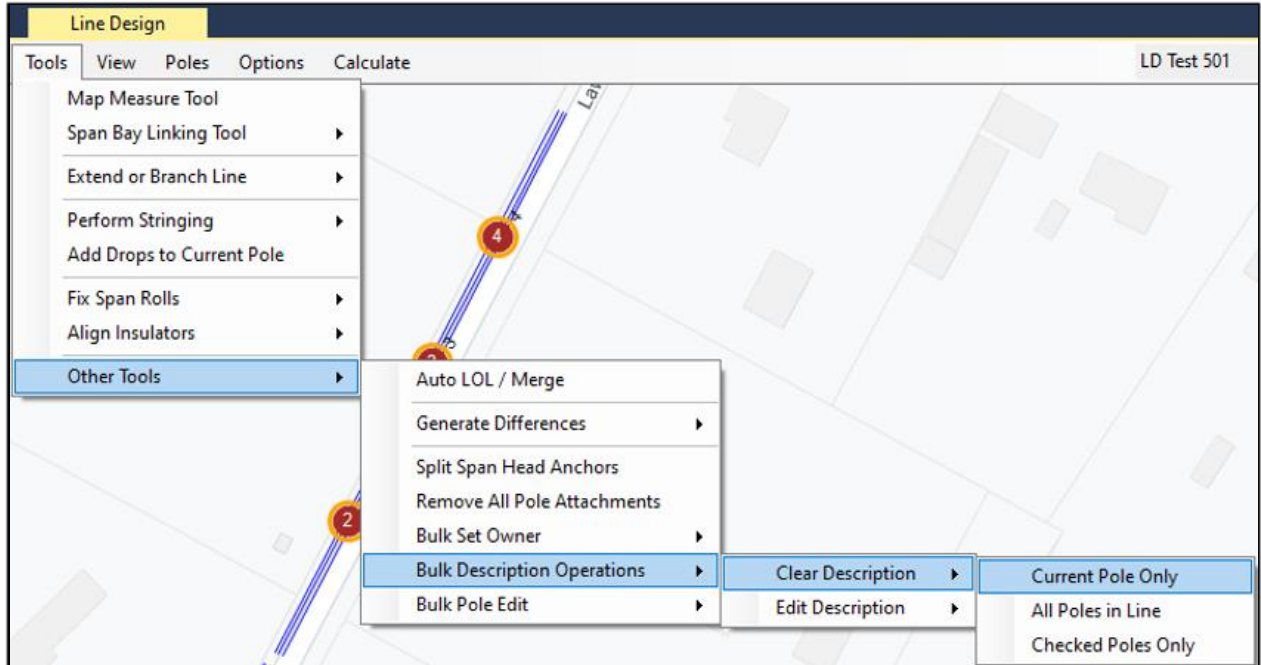 Line Design
Tools View Poles Options Calculate LD Test 501
Map Measure Tool
Span Bay Linking Tool
Extend or Branch Line
Perform Stringing
Add Drops to Current Pole
Fix Span Rolls
Align Insulators
Other Tools
Auto LOL / Merge
Generate Differences
Split Span Head Anchors
Remove All Pole Attachments
Bulk Set Owner
Bulk Description Operations
Bulk Pole Edit
Clear Description
Edit Description
Current Pole Only
All Poles in Line
Checked Poles Only
4
4
3
2